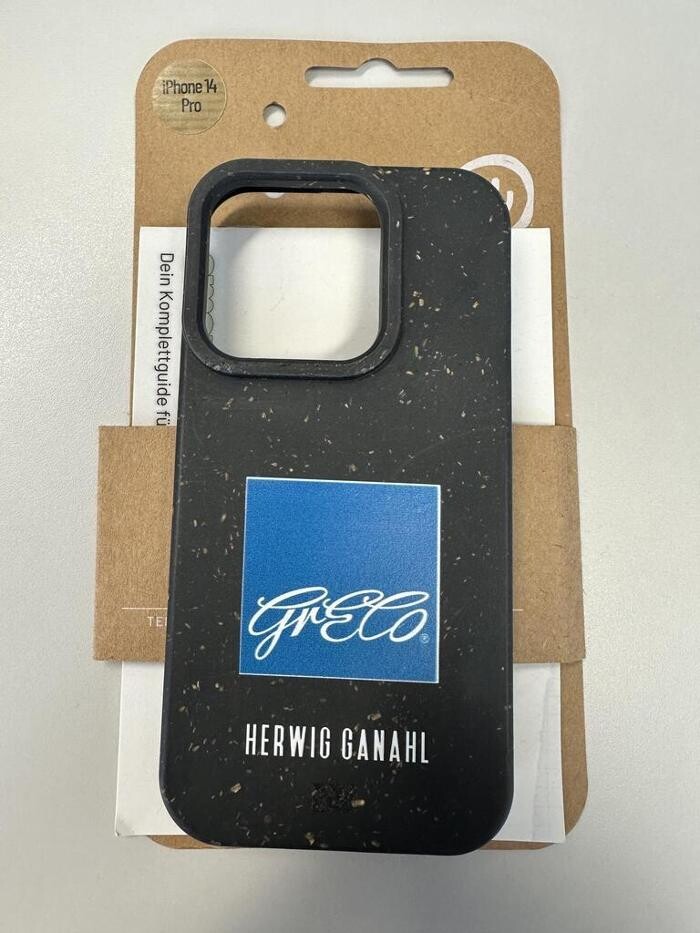 iPhone 14
Pro
Dein Komplettguide fü
GrECo
®
HERWIG GANAHL